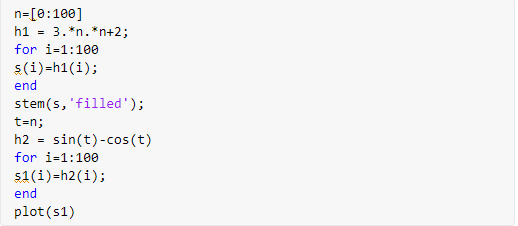 n=[0:100]
h1 = 3.*n.*n+2;
for i=1:100
s(i)=h1(i);
end
stem(s,'filled');
t=n;
h2 = sin(t)-cos(t)
for i=1:100
s1(i)=h2(i);
end
plot(s1)